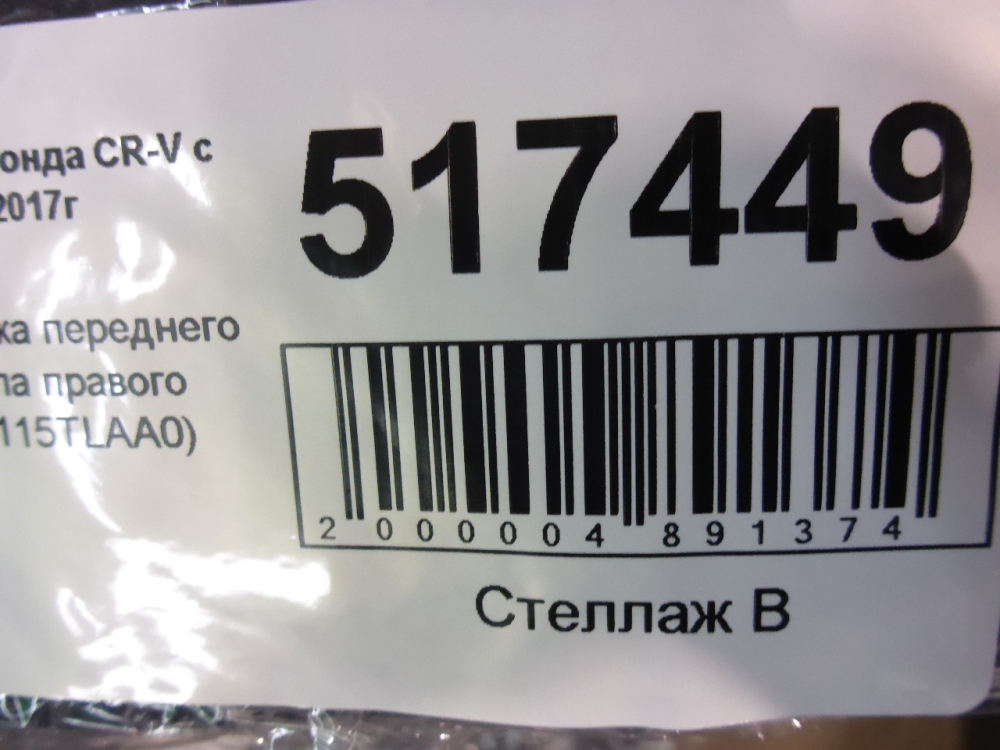 онда CR-V с
2017г
517449
ка переднего
ла правого
115TLAA0)
2 000004 891374
Стеллаж В